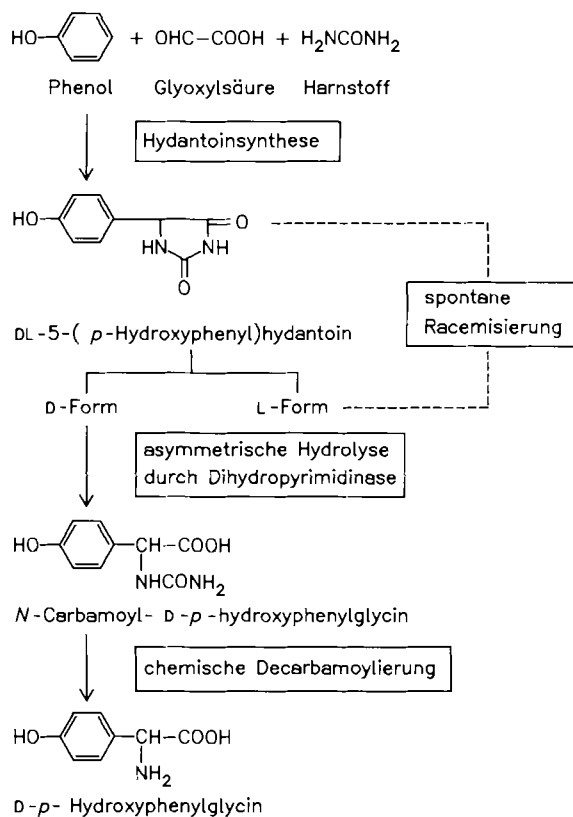 HO + OHC–COOH + H₂NCONH₂
Phenol Glyoxylsäure Harnstoff
Hydantoinsynthese
HO
O
HN NH
O
spontane
Racemisierung
DL-5-( p-Hydroxyphenyl)hydantoin
D-Form L-Form
asymmetrische Hydrolyse
durch Dihydropyrimidinase
HO CH–COOH
NHCONH₂
N-Carbamoyl- D-p-hydroxyphenylglycin
chemische Decarbamoylierung
HO CH–COOH
NH₂
D-p- Hydroxyphenylglycin